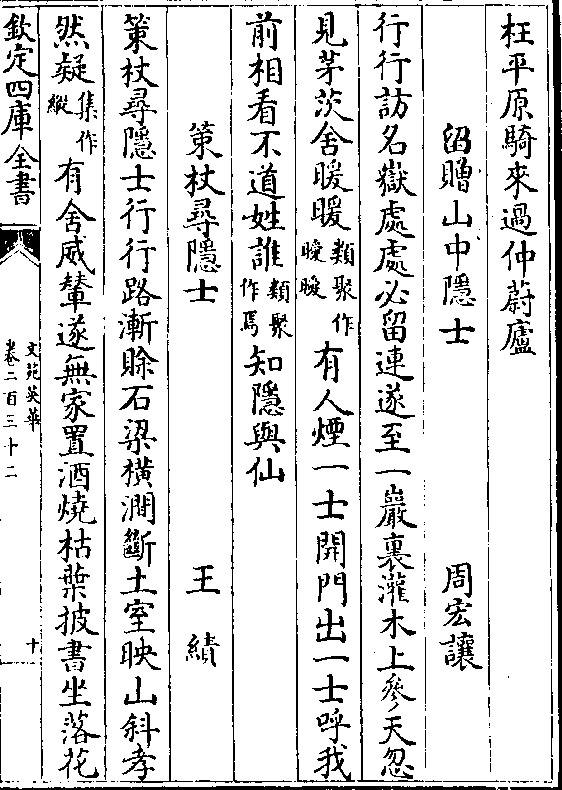 枉平原騎來過仲蔚廬
留贈山中隱士 周宏讓
行行訪名嶽處處必留連遂至一巖裏灌木上參天忽
見茅茨舍曖曖類聚作晻曖有人煙一士開門出一士呼我
前相看不道姓誰類聚作焉知隱與仙
策杖尋隱士 王績
策杖尋隱士行行路漸賒石梁橫澗斷土室映山斜孝
然疑集作縱有舍威輦遂無家置酒燒枯葉披書坐落花
欽定四庫全書
文苑英華
卷二百三十二
十